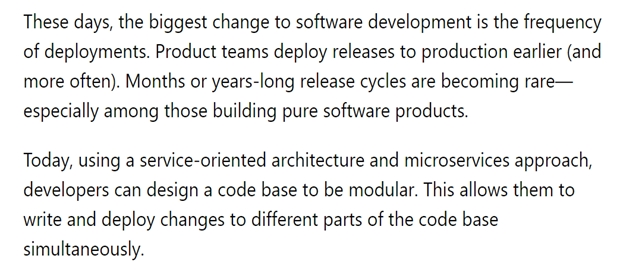 These days, the biggest change to software development is the frequency
of deployments. Product teams deploy releases to production earlier (and
more often). Months or years-long release cycles are becoming rare—
especially among those building pure software products.
Today, using a service-oriented architecture and microservices approach,
developers can design a code base to be modular. This allows them to
write and deploy changes to different parts of the code base
simultaneously.